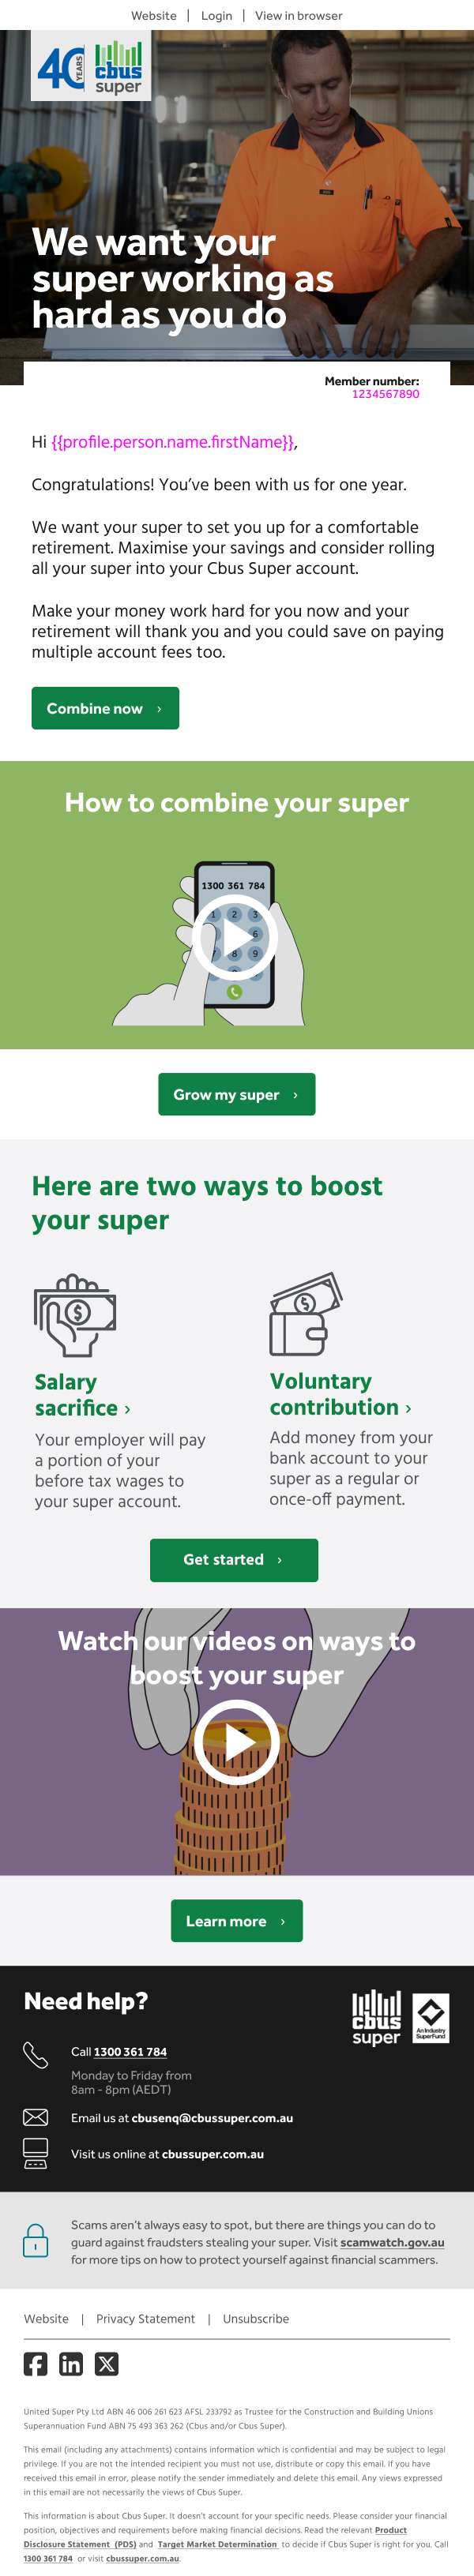 Website | Login | View in browser
40 YEARS cbus super
We want your
super working as
hard as you do
Member number:
1234567890
Hi {{profile.person.name.firstName}},
Congratulations! You've been with us for one year.
We want your super to set you up for a comfortable
retirement. Maximise your savings and consider rolling
all your super into your Cbus Super account.
Make your money work hard for you now and your
retirement will thank you and you could save on paying
multiple account fees too.
Combine now ›
How to combine your super
1300 361 784
1 2 3
6
8 9
Grow my super ›
Here are two ways to boost
your super
Salary
sacrifice ›
Your employer will pay
a portion of your
before tax wages to
your super account.
Voluntary
contribution ›
Add money from your
bank account to your
super as a regular or
once-off payment.
Get started ›
Watch our videos on ways to
boost your super
Learn more ›
Need help?
cbus super
An Industry
SuperFund
Call 1300 361 784
Monday to Friday from
8am - 8pm (AEDT)
Email us at cbusenq@cbussuper.com.au
Visit us online at cbussuper.com.au
Scams aren't always easy to spot, but there are things you can do to
guard against fraudsters stealing your super. Visit scamwatch.gov.au
for more tips on how to protect yourself against financial scammers.
Website | Privacy Statement | Unsubscribe
United Super Pty Ltd ABN 46 006 261 623 AFSL 233792 as Trustee for the Construction and Building Unions
Superannuation Fund ABN 75 493 363 262 (Cbus and/or Cbus Super).
This email (including any attachments) contains information which is confidential and may be subject to legal
privilege. If you are not the intended recipient you must not use, distribute or copy this email. If you have
received this email in error, please notify the sender immediately and delete this email. Any views expressed
in this email are not necessarily the views of Cbus Super.
This information is about Cbus Super. It doesn't account for your specific needs. Please consider your financial
position, objectives and requirements before making financial decisions. Read the relevant Product
Disclosure Statement (PDS) and Target Market Determination to decide if Cbus Super is right for you. Call
1300 361 784 or visit cbussuper.com.au.